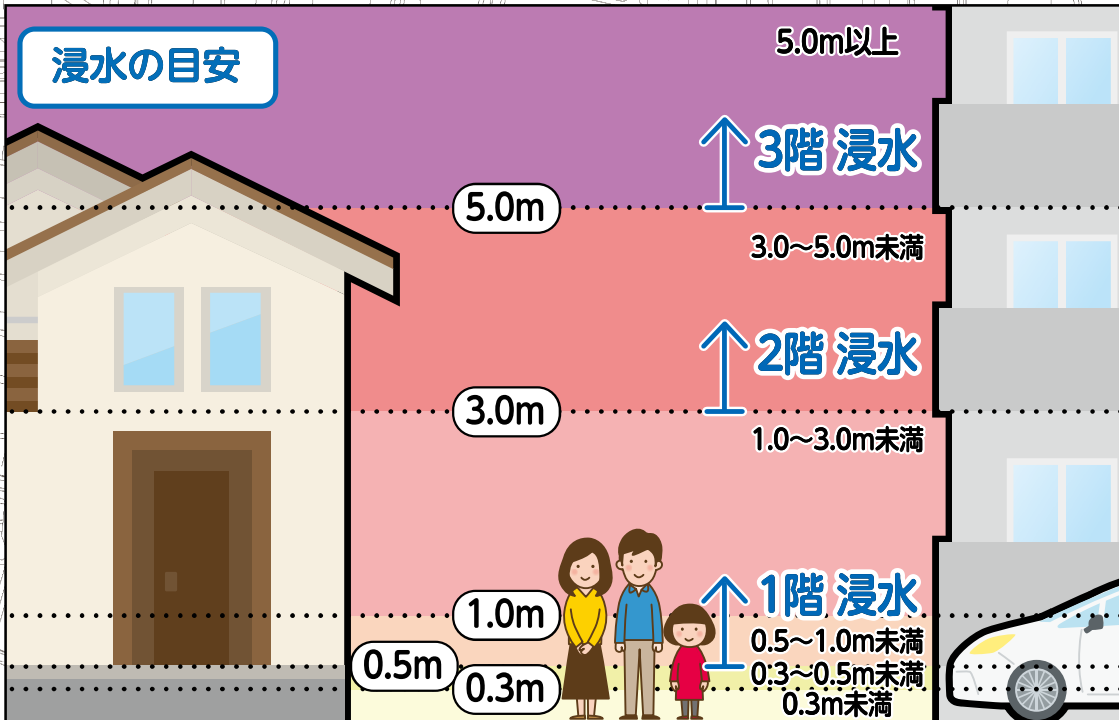 浸水の目安
5.0m以上
3階 浸水
5.0m
3.0～5.0m未満
2階 浸水
3.0m
1.0～3.0m未満
1階 浸水
1.0m
0.5～1.0m未満
0.5m
0.3～0.5m未満
0.3m
0.3m未満